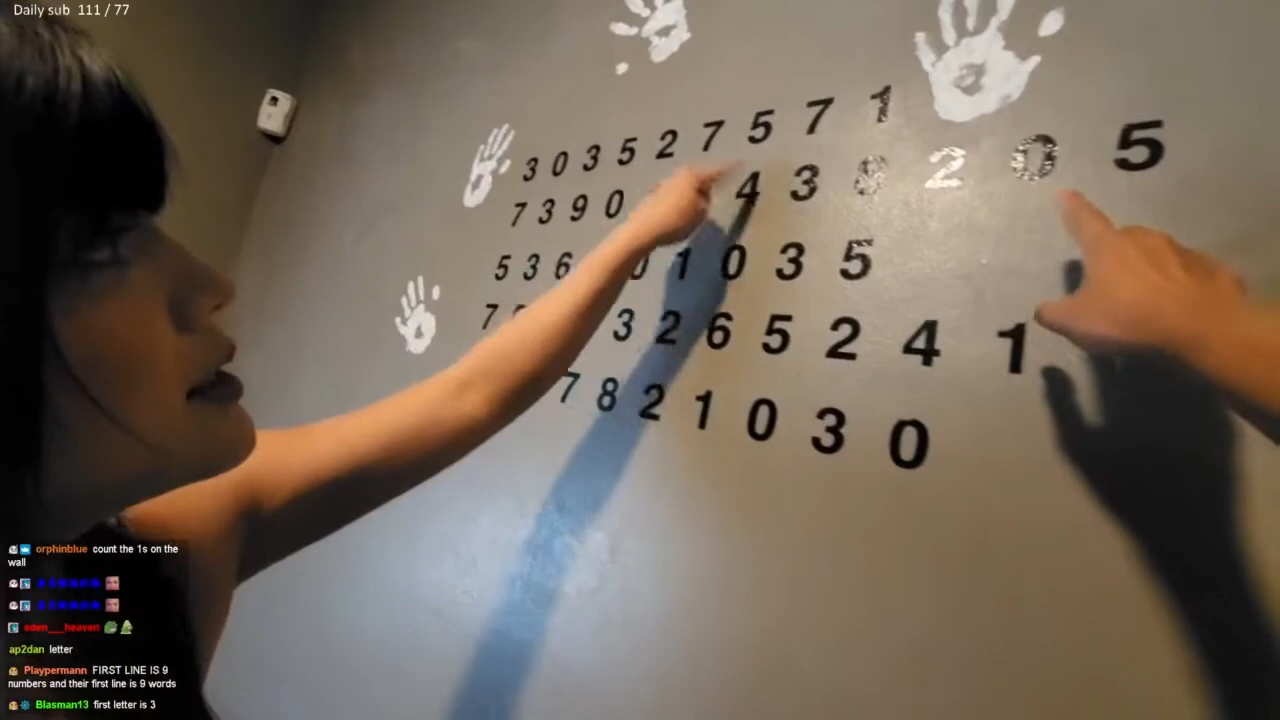 Daily sub 111 / 77
3 0 3 5 2 7 5 7 1
7 3 9 0 4 3 8 2 0 5
5 3 6 0 1 0 3 5
7 3 2 6 5 2 4 1
7 8 2 1 0 3 0
orphinblue count the 1s on the
wall
eden___heaven
ap2dan letter
Playpermann FIRST LINE IS 9
numbers and their first line is 9 words
Blasman13 first letter is 3